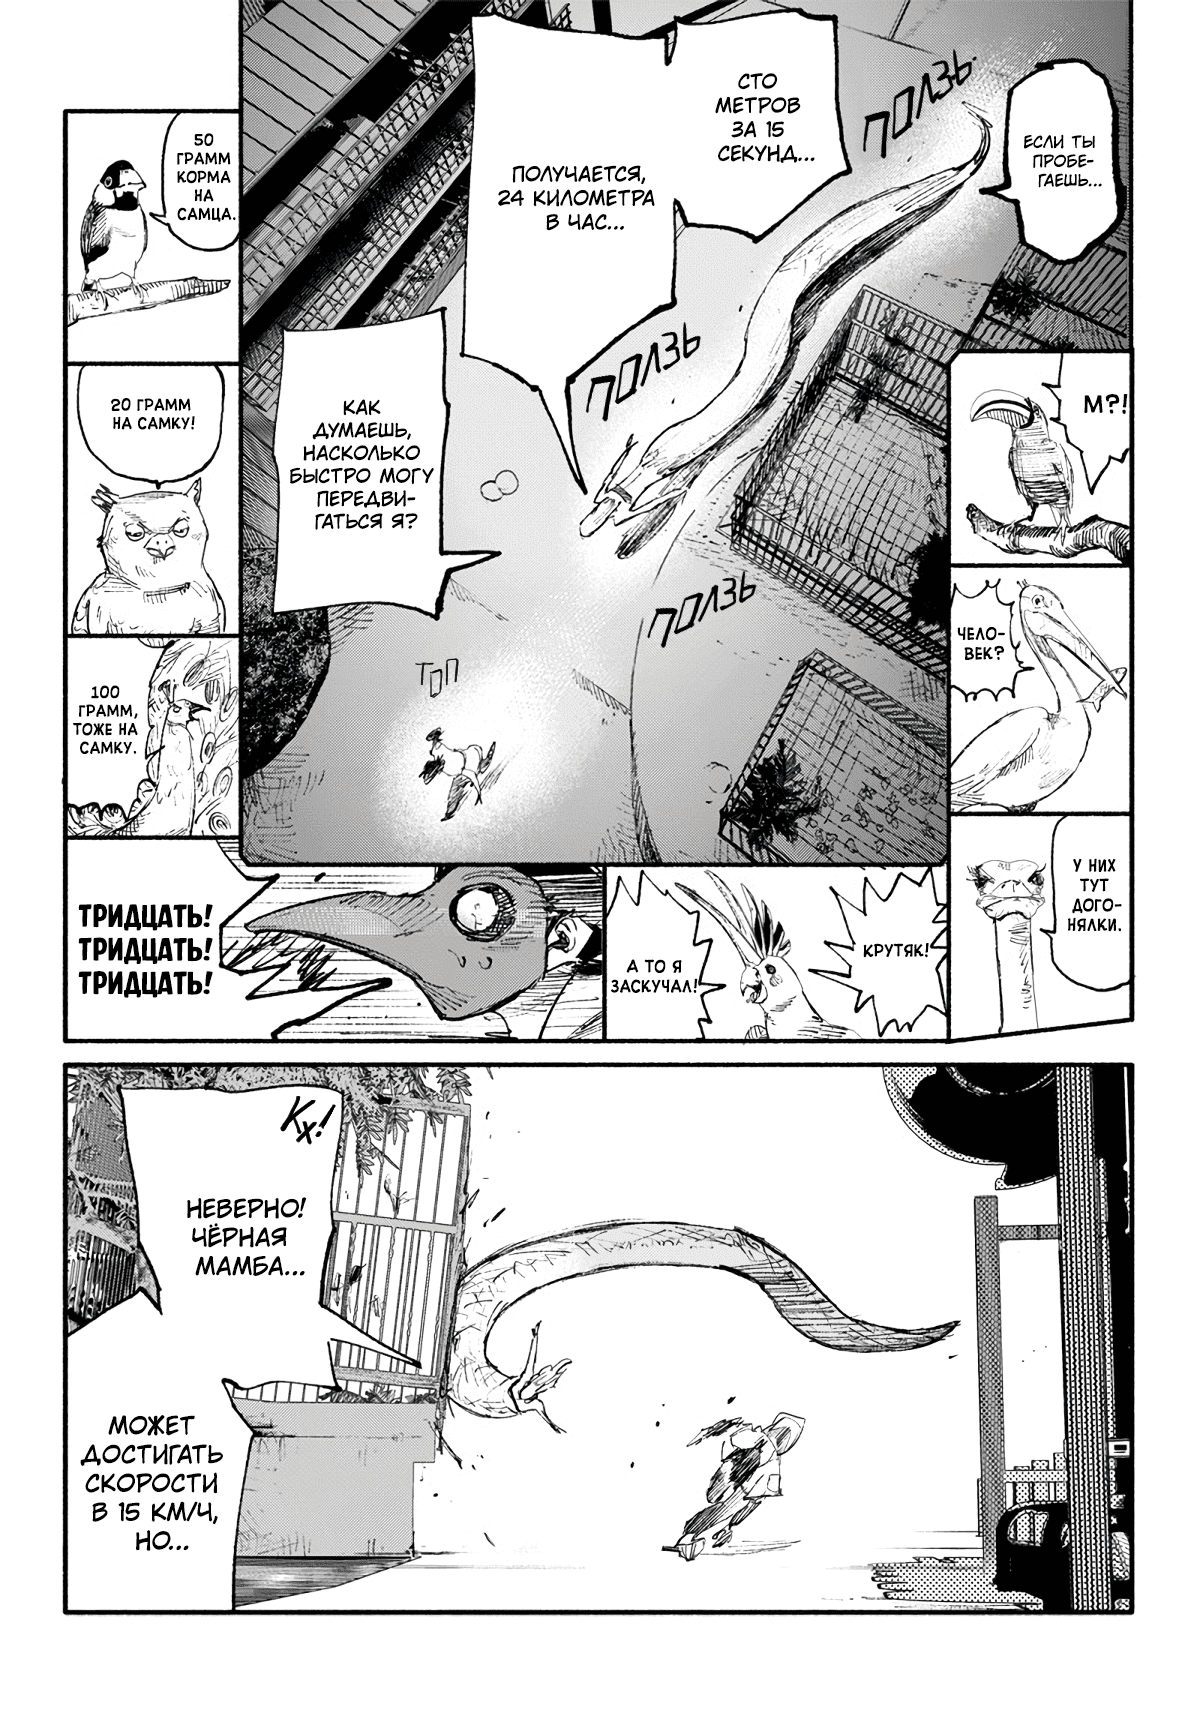 ЕСЛИ ТЫ
ПРОБЕ-
ГАЕШЬ...
СТО
МЕТРОВ
ЗА 15
СЕКУНД...
ПОЛЗЬ
ПОЛУЧАЕТСЯ,
24 КИЛОМЕТРА
В ЧАС...
ПОЛЗЬ
КАК
ДУМАЕШЬ,
НАСКОЛЬКО
БЫСТРО МОГУ
ПЕРЕДВИ-
ГАТЬСЯ Я?
ПОЛЗЬ
ТОП
М?!
ЧЕЛО-
ВЕК?
У НИХ
ТУТ
ДОГО-
НЯЛКИ.
КРУТЯК!
А ТО Я
ЗАСКУЧАЛ!
50
ГРАММ
КОРМА
НА
САМЦА.
20 ГРАММ
НА САМКУ!
100
ГРАММ,
ТОЖЕ НА
САМКУ.
ТРИДЦАТЬ!
ТРИДЦАТЬ!
ТРИДЦАТЬ!
КХ!
НЕВЕРНО!
ЧЁРНАЯ
МАМБА...
МОЖЕТ
ДОСТИГАТЬ
СКОРОСТИ
В 15 КМ/Ч,
НО...